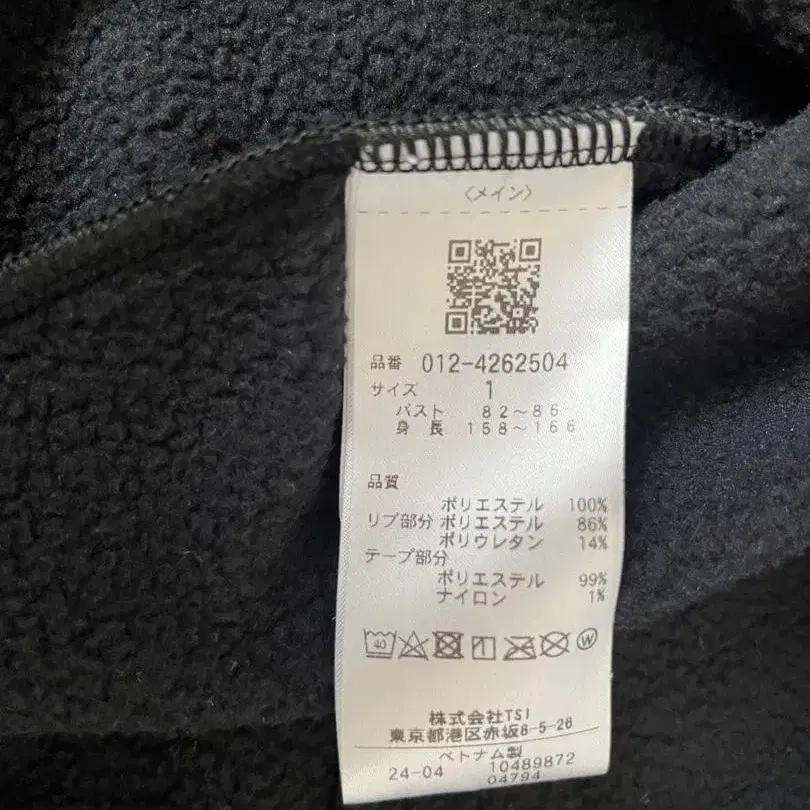 〈メイン〉
品番 012-4262504
サイズ 1
バスト 82～86
身長 158～166
品質
ポリエステル 100%
リブ部分 ポリエステル 86%
ポリウレタン 14%
テープ部分
ポリエステル 99%
ナイロン 1%
40 W
株式会社TSI
東京都港区赤坂8-5-26
ベトナム製
24-04 10489872
04794